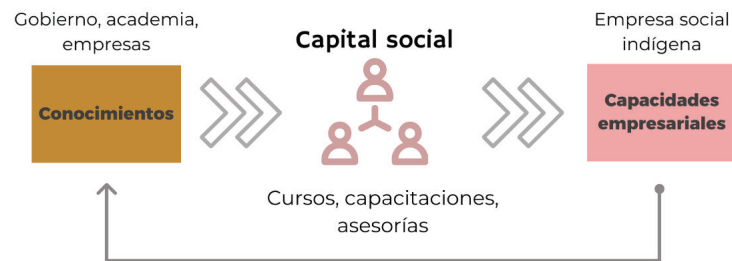 Gobierno, academia,
empresas
Conocimientos
Capital social
Cursos, capacitaciones,
asesorías
Empresa social
indígena
Capacidades
empresariales